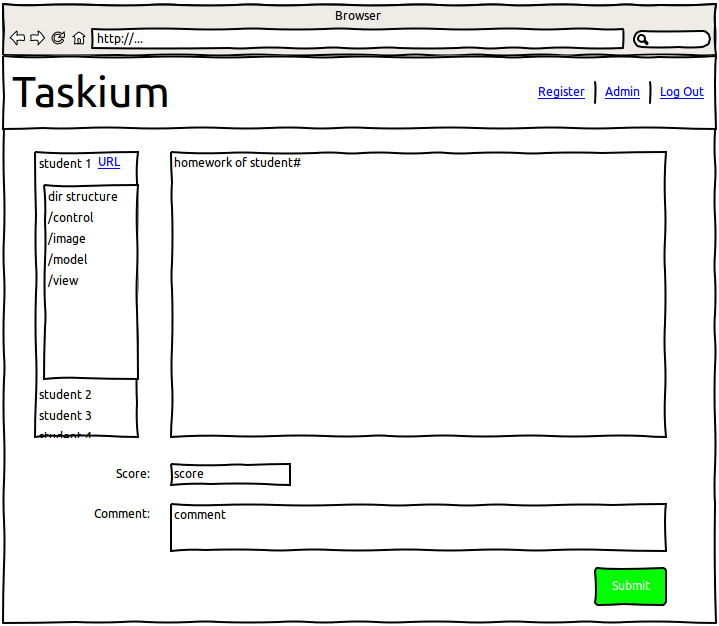 Browser
http://...
Taskium
Register
Admin
Log Out
student 1 URL
dir structure
/control
/image
/model
/view
student 2
student 3
student 4
homework of student#
Score: score
Comment: comment
Submit